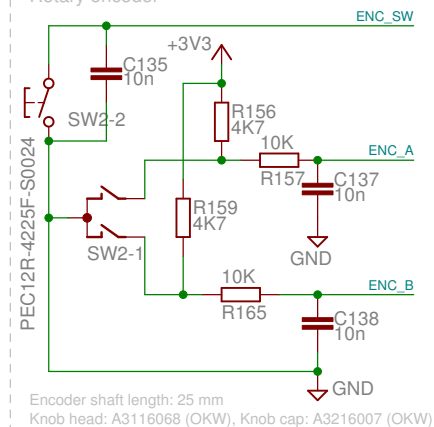 Rotary encoder
ENC_SW
+3V3
C135
10n
SW2-2
R156
4K7
10K
ENC_A
R157
C137
10n
PEC12R-4225F-S0024
R159
4K7
SW2-1
GND
10K
ENC_B
R165
C138
10n
GND
Encoder shaft length: 25 mm
Knob head: A3116068 (OKW), Knob cap: A3216007 (OKW)